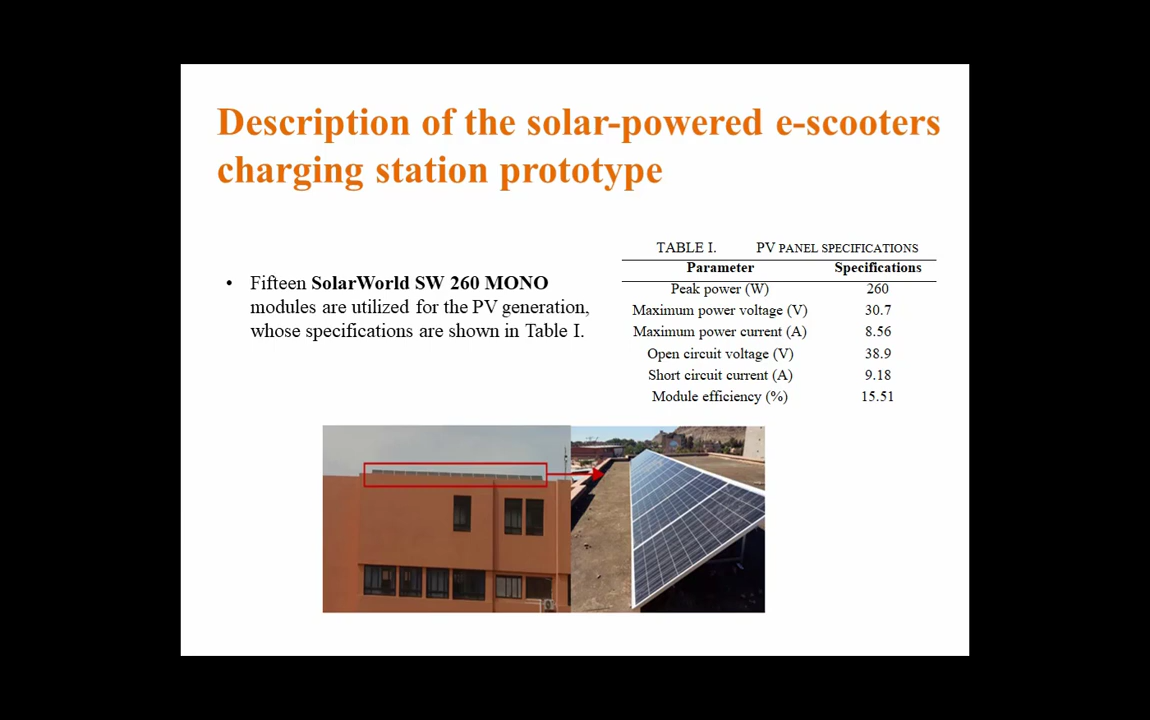 Description of the solar-powered e-scooters
charging station prototype
• Fifteen SolarWorld SW 260 MONO
modules are utilized for the PV generation,
whose specifications are shown in Table I.
TABLE I. PV PANEL SPECIFICATIONS
Parameter Specifications
Peak power (W) 260
Maximum power voltage (V) 30.7
Maximum power current (A) 8.56
Open circuit voltage (V) 38.9
Short circuit current (A) 9.18
Module efficiency (%) 15.51